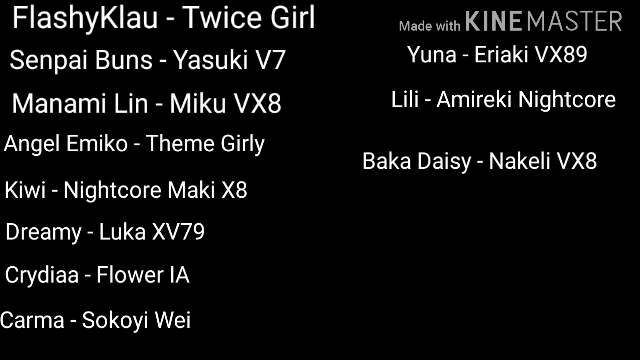 FlashyKlau - Twice Girl
Senpai Buns - Yasuki V7
Manami Lin - Miku VX8
Angel Emiko - Theme Girly
Kiwi - Nightcore Maki X8
Dreamy - Luka XV79
Crydiaa - Flower IA
Carma - Sokoyi Wei
Made with KINEMASTER
Yuna - Eriaki VX89
Lili - Amireki Nightcore
Baka Daisy - Nakeli VX8